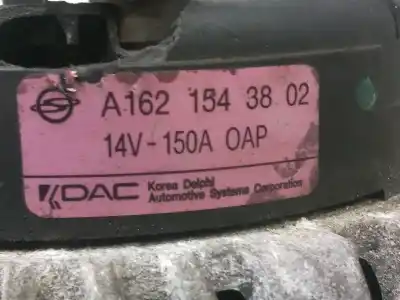 A162 154 38 02
14V-150A OAP
KDAC Korea Delphi
Automotive Systems Corporation